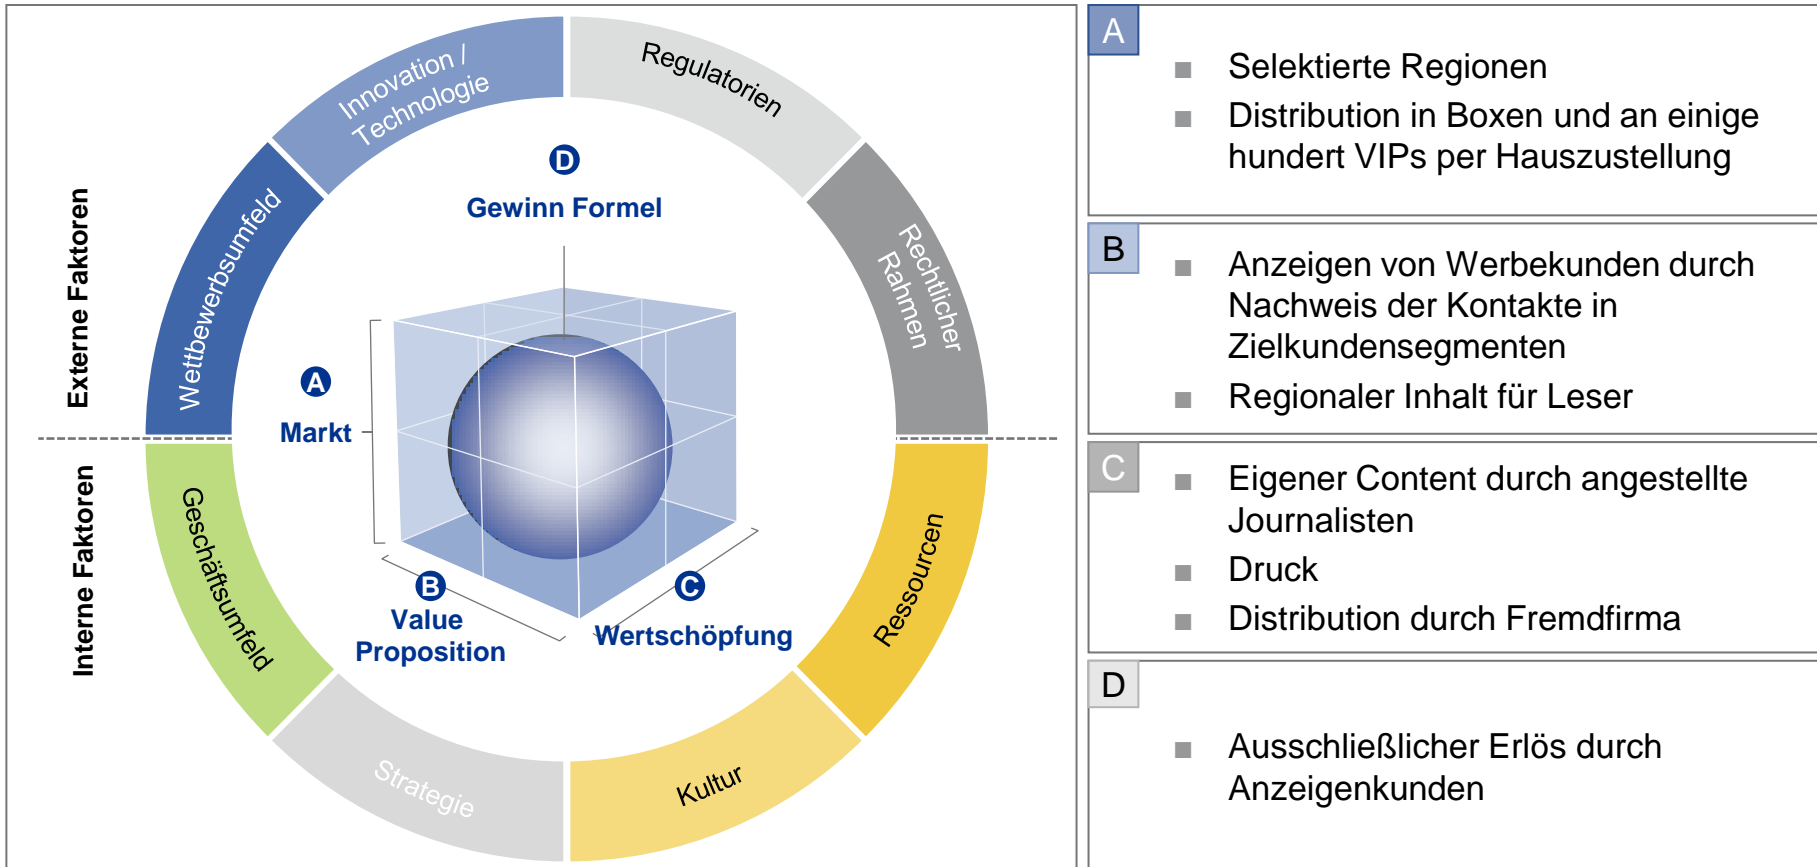 Externe Faktoren
Interne Faktoren
Wettbewerbsumfeld
Innovation /
Technologie
Regulatorien
Rechtlicher
Rahmen
Geschäftsumfeld
Strategie
Kultur
Ressourcen
D
Gewinn Formel
A
Markt
B
Value
Proposition
C
Wertschöpfung
A
Selektierte Regionen
Distribution in Boxen und an einige
hundert VIPs per Hauszustellung
B
Anzeigen von Werbekunden durch
Nachweis der Kontakte in
Zielkundensegmenten
Regionaler Inhalt für Leser
C
Eigener Content durch angestellte
Journalisten
Druck
Distribution durch Fremdfirma
D
Ausschließlicher Erlös durch
Anzeigenkunden